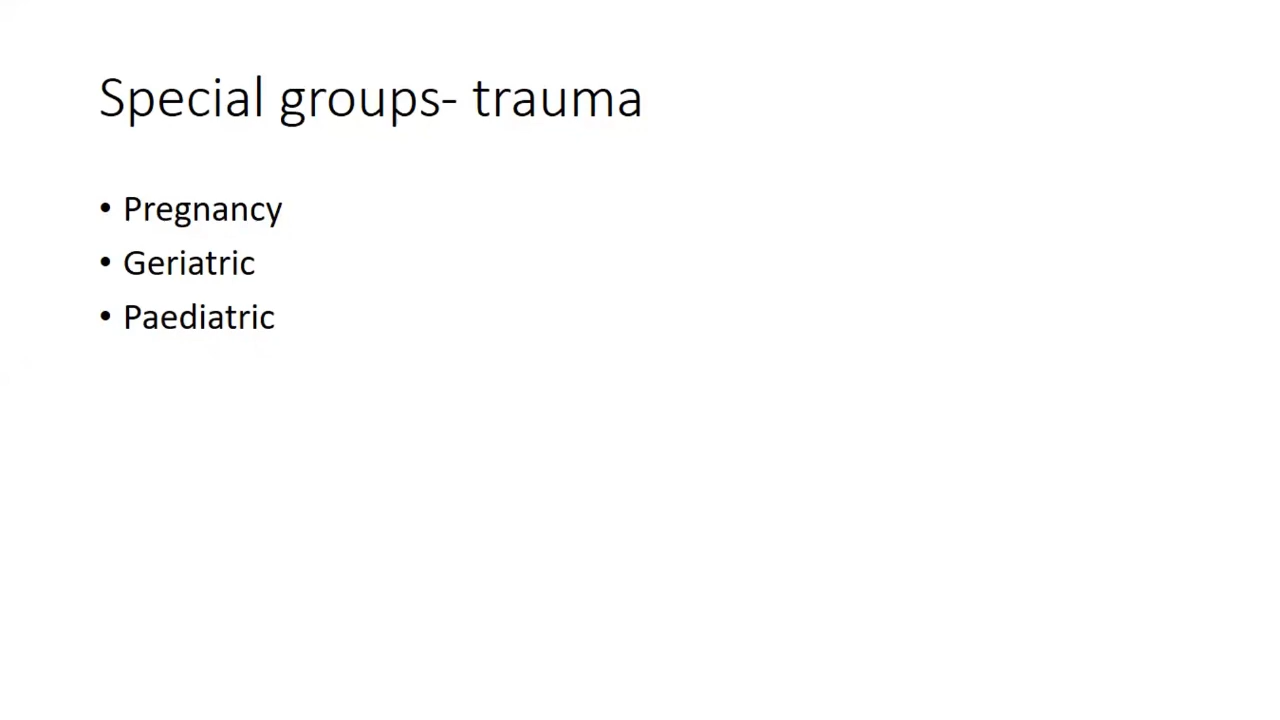 Special groups- trauma
• Pregnancy
• Geriatric
• Paediatric